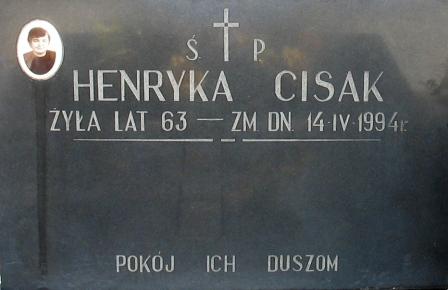 Ś. P.
HENRYKA CISAK
ŻYŁA LAT 63 — ZM DN. 14-IV-1994r.
POKÓJ ICH DUSZOM